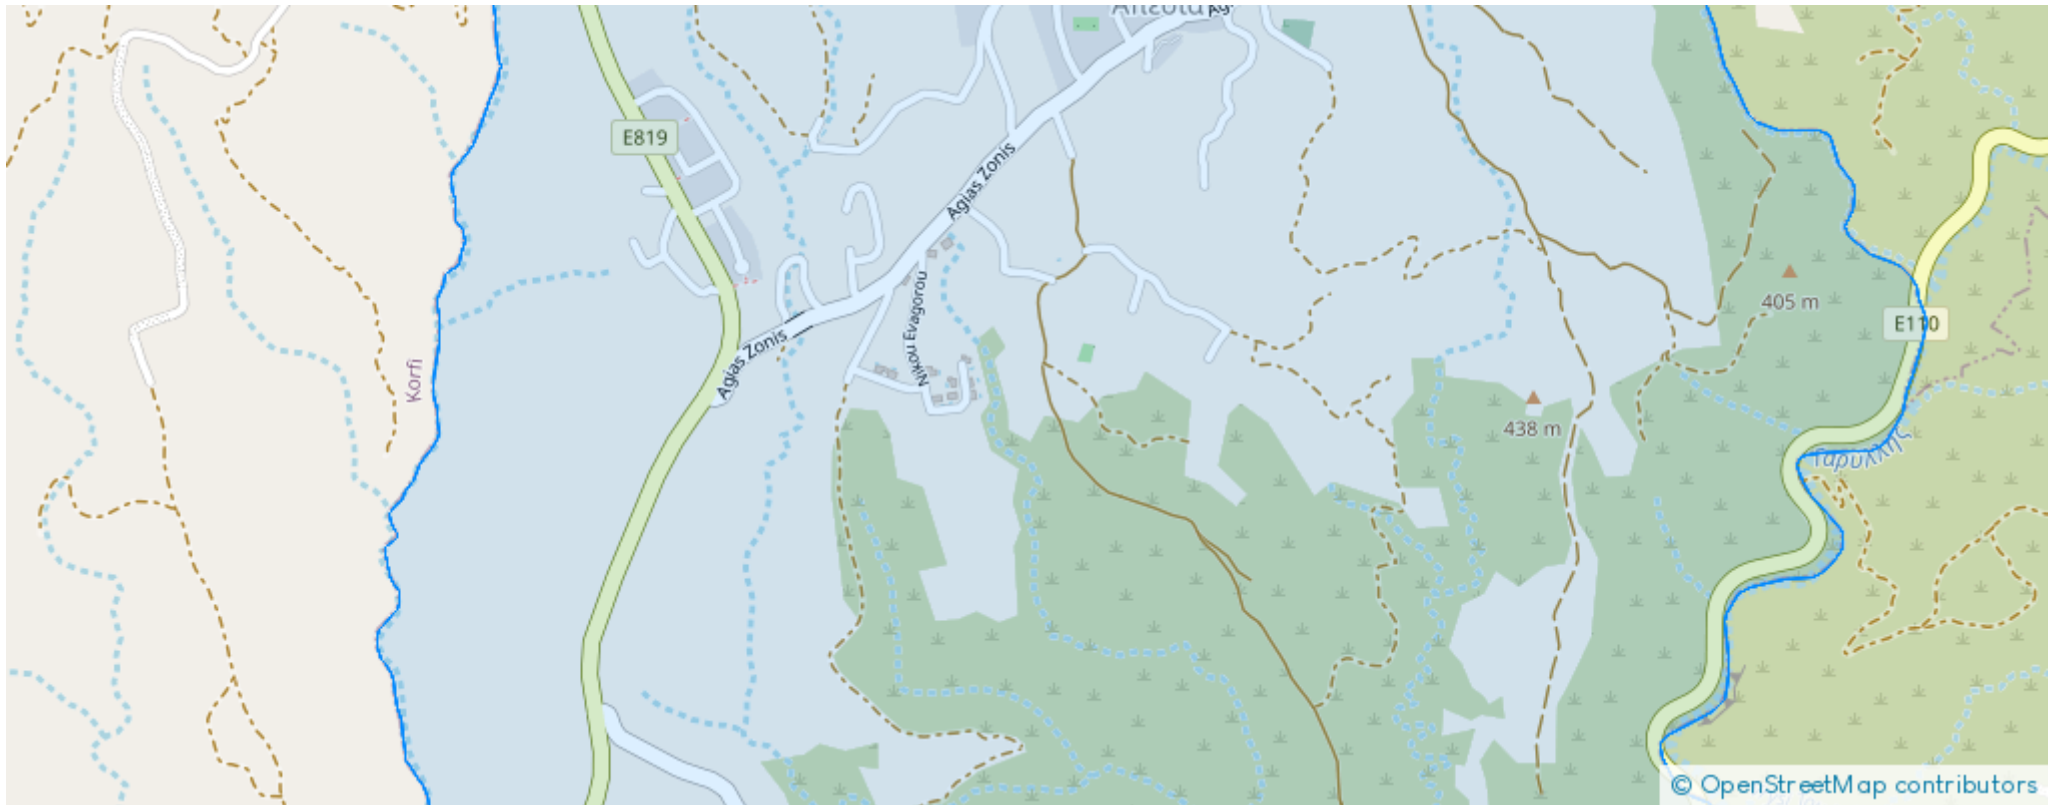 E819
Agias Zonis
Nikou Evagorou
Agias Zonis
Korfi
405 m
E110
438 m
© OpenStreetMap contributors